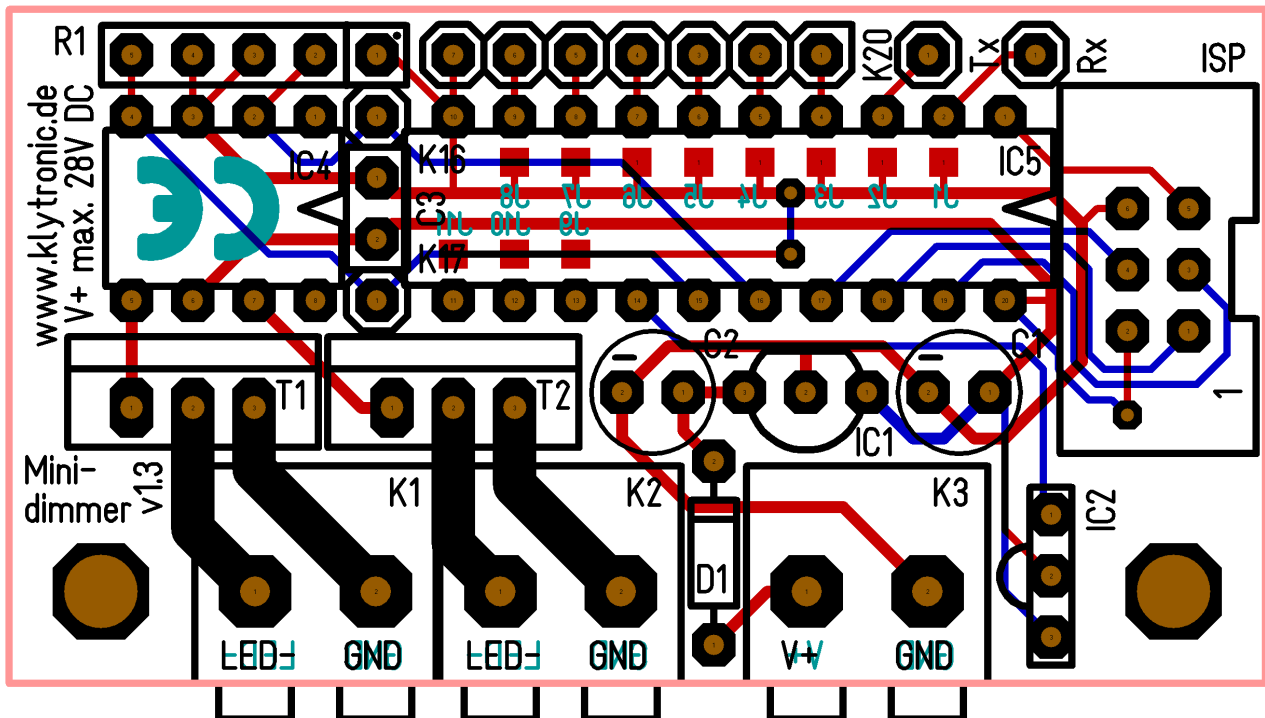 R1
K20
Tx
Rx
ISP
www.klytronic.de
V+ max. 28V DC
IC4
K16
IC5
C3
K17
J8
J7
J6
J5
J4
J3
J2
J1
J11
J10
J9
T1
T2
C2
C1
IC1
1
Mini-
dimmer
v1.3
K1
K2
K3
IC2
D1
LED+
GND
LED+
GND
V+
GND